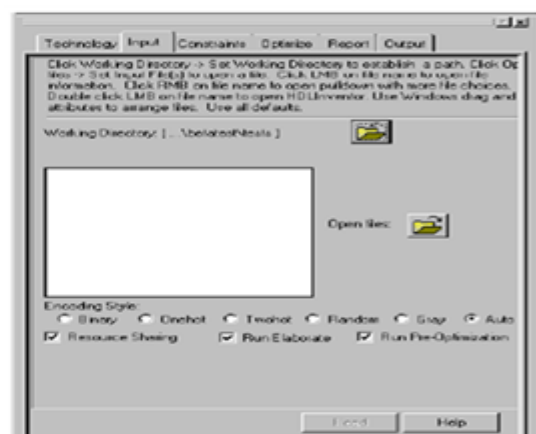 Technology Input Constraints Optimize Report Output
Click Working Directory -> Set Working Directory to establish a path. Click Op
files -> Set Input File(s) to open a file. Click LMB on file name to open file
information. Click RMB on file name to open pulldown with more file choices.
Double click LMB on file name to open HDLInventor. Use Windows drag and
attributes to arrange files. Use all defaults.
Working Directory: [ ...\
Open files:
Encoding Style:
Binary Onehot Twohot Random Gray Auto
Resource Sharing Run Elaborate Run Pre-Optimization
Read Help